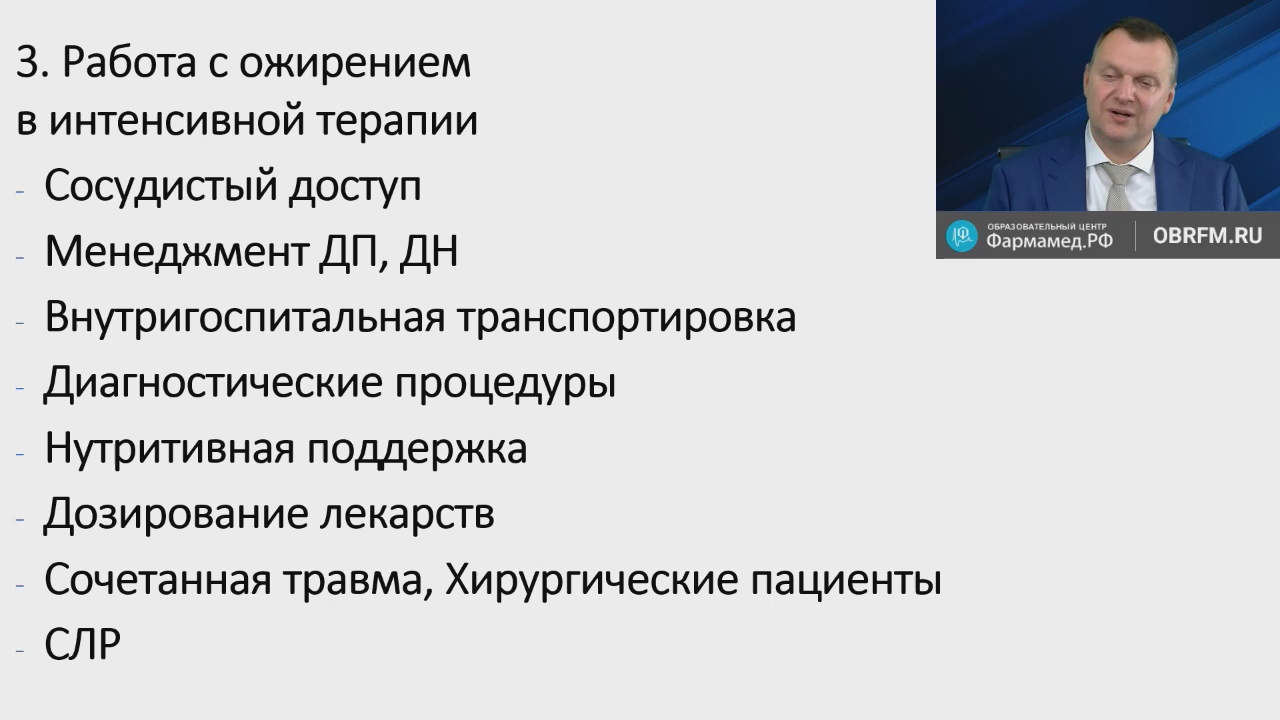 3. Работа с ожирением
в интенсивной терапии
- Сосудистый доступ
- Менеджмент ДП, ДН
- Внутригоспитальная транспортировка
- Диагностические процедуры
- Нутритивная поддержка
- Дозирование лекарств
- Сочетанная травма, Хирургические пациенты
- СЛР
ОБРАЗОВАТЕЛЬНЫЙ ЦЕНТР
Фармамед.РФ
OBRFM.RU